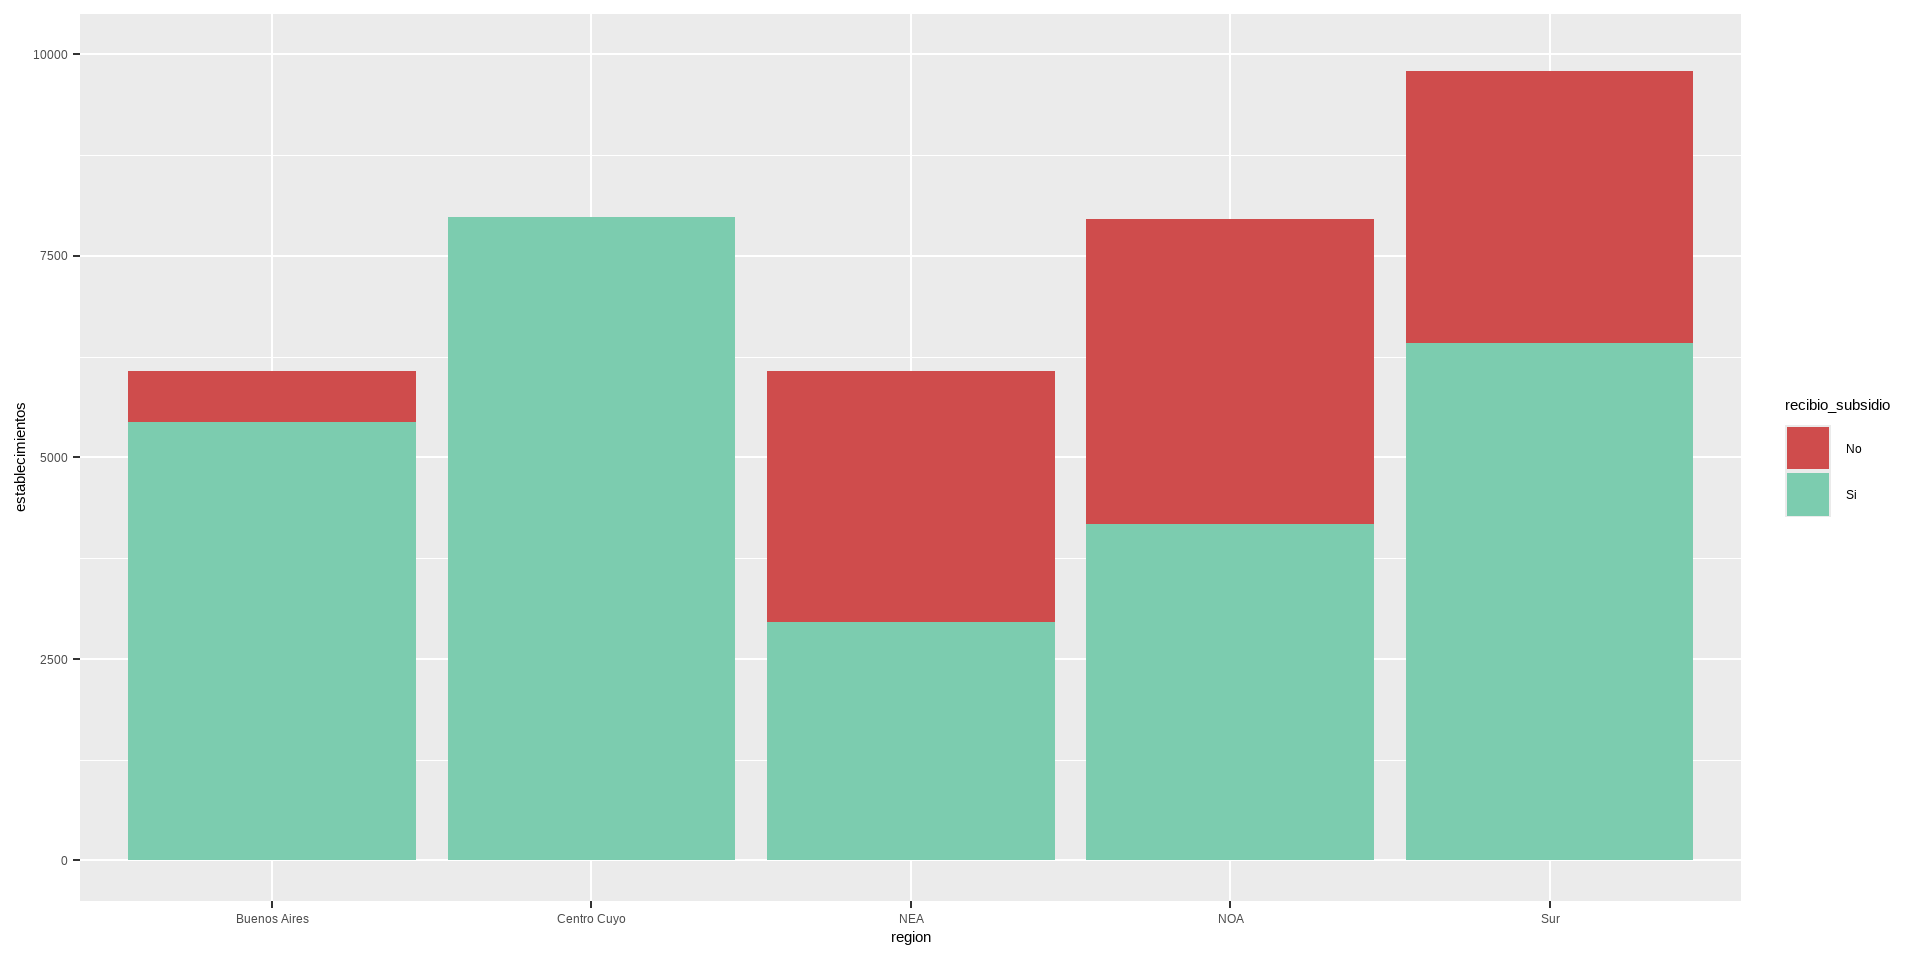 10000
7500
5000
2500
0
establecimientos
Buenos Aires
Centro Cuyo
NEA
NOA
Sur
region
recibio_subsidio
No
Si